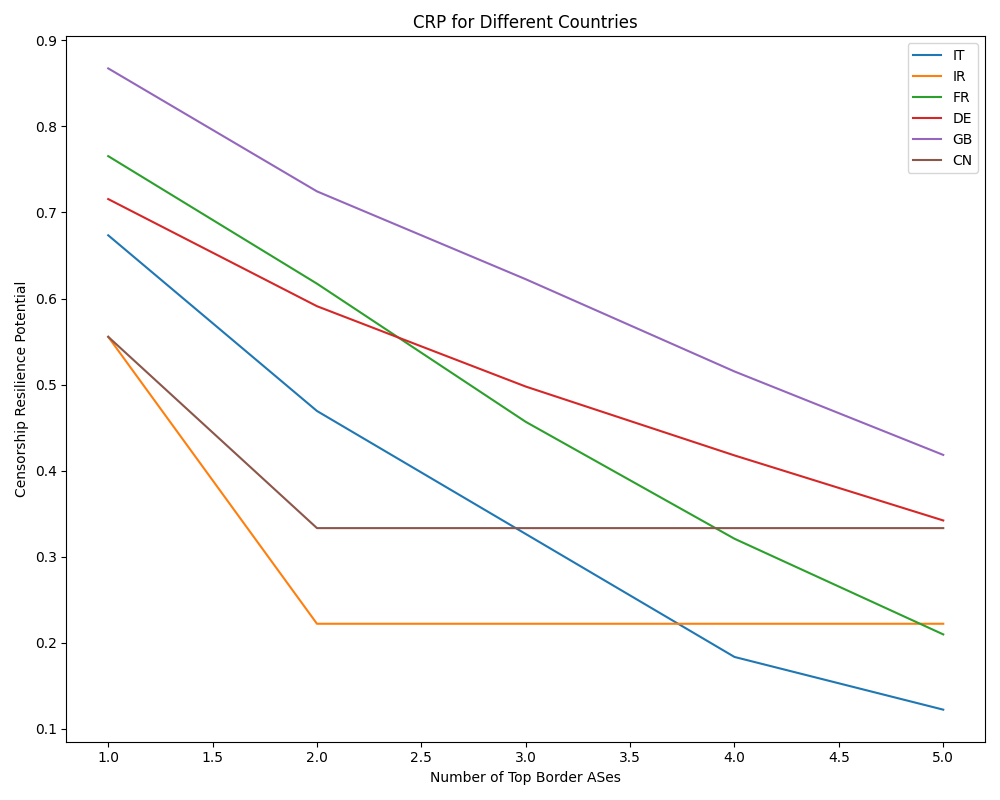 CRP for Different Countries
IT
IR
FR
DE
GB
CN
Censorship Resilience Potential
0.9
0.8
0.7
0.6
0.5
0.4
0.3
0.2
0.1
1.0 1.5 2.0 2.5 3.0 3.5 4.0 4.5 5.0
Number of Top Border ASes